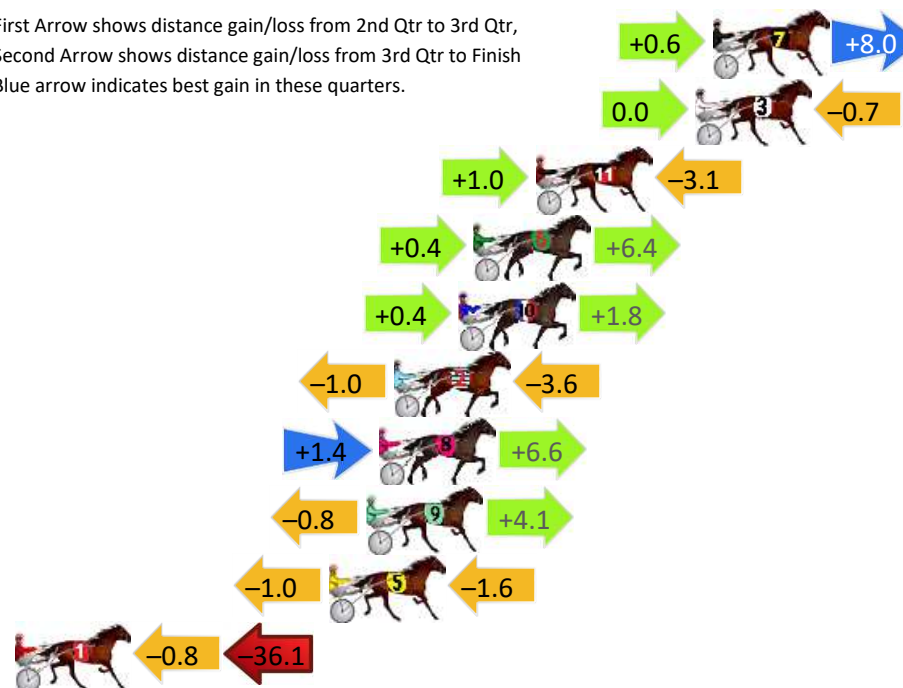 First Arrow shows distance gain/loss from 2nd Qtr to 3rd Qtr,
Second Arrow shows distance gain/loss from 3rd Qtr to Finish
Blue arrow indicates best gain in these quarters.
+0.6 7 +8.0
0.0 3 –0.7
+1.0 11 –3.1
+0.4 +6.4
+0.4 10 +1.8
–1.0 2 –3.6
+1.4 8 +6.6
–0.8 9 +4.1
–1.0 5 –1.6
1 –0.8 –36.1